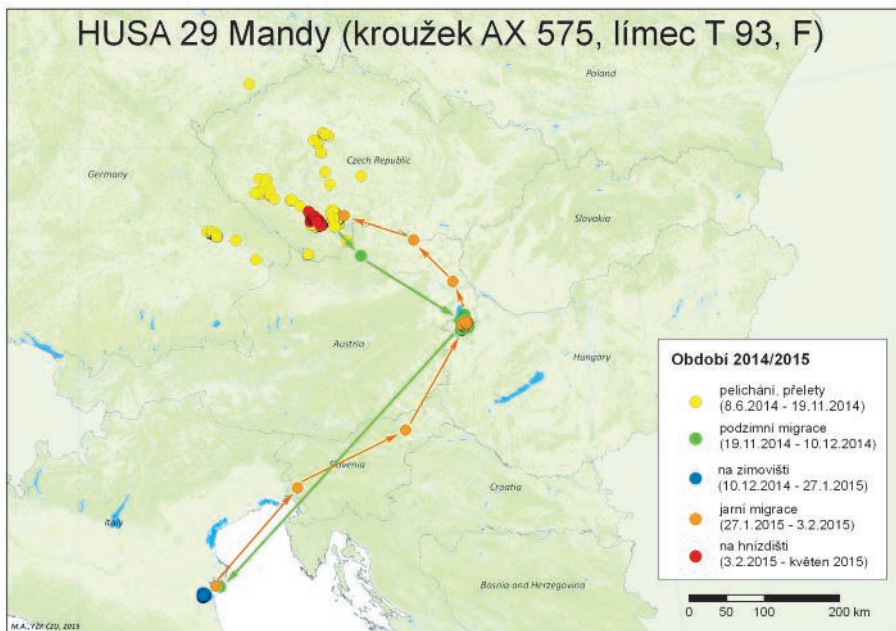 HUSA 29 Mandy (kroužek AX 575, límec T 93, F)
Poland
Czech Republic
Germany
Slovakia
Austria
Hungary
Slovenia
Croatia
Italy
Bosnia and Herzegovina
Období 2014/2015
pelichání, přelety
(8.6.2014 - 19.11.2014)
podzimní migrace
(19.11.2014 - 10.12.2014)
na zimovišti
(10.12.2014 - 27.1.2015)
jarní migrace
(27.1.2015 - 3.2.2015)
na hnízdišti
(3.2.2015 - květen 2015)
0 50 100 200 km
M.A., FŽP ČZU, 2015